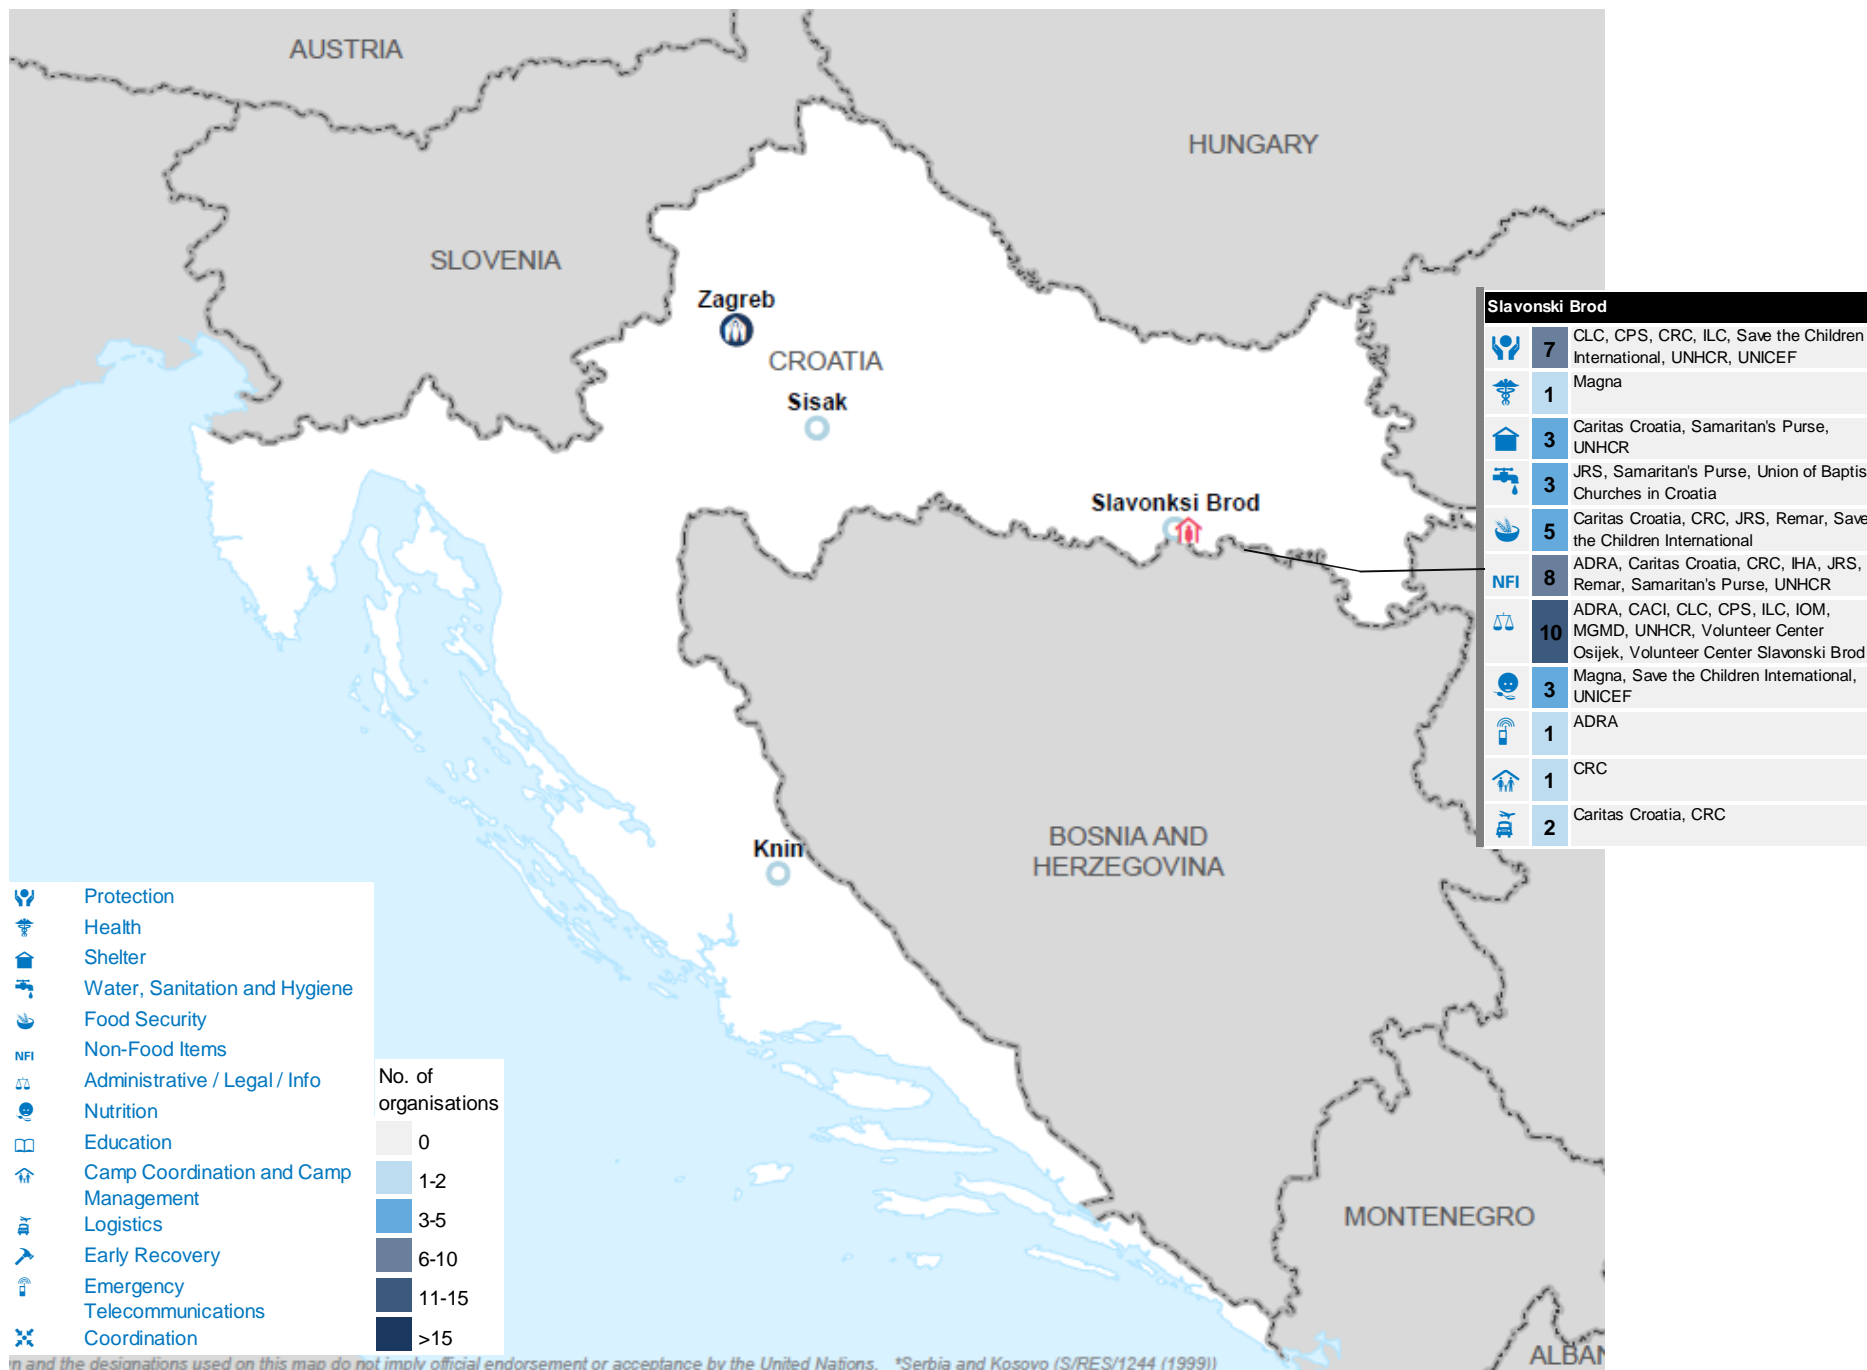 AUSTRIA
HUNGARY
SLOVENIA
Zagreb
CROATIA
Sisak
Slavonksi Brod
Knin
BOSNIA AND
HERZEGOVINA
MONTENEGRO
ALBAN
Slavonski Brod
7 CLC, CPS, CRC, ILC, Save the Children
International, UNHCR, UNICEF
1 Magna
3 Caritas Croatia, Samaritan's Purse,
UNHCR
3 JRS, Samaritan's Purse, Union of Baptis
Churches in Croatia
5 Caritas Croatia, CRC, JRS, Remar, Save
the Children International
NFI 8 ADRA, Caritas Croatia, CRC, IHA, JRS,
Remar, Samaritan's Purse, UNHCR
10 ADRA, CACI, CLC, CPS, ILC, IOM,
MGMD, UNHCR, Volunteer Center
Osijek, Volunteer Center Slavonski Brod
3 Magna, Save the Children International,
UNICEF
1 ADRA
1 CRC
2 Caritas Croatia, CRC
Protection
Health
Shelter
Water, Sanitation and Hygiene
Food Security
NFI Non-Food Items
Administrative / Legal / Info
Nutrition
Education
Camp Coordination and Camp
Management
Logistics
Early Recovery
Emergency
Telecommunications
Coordination
No. of
organisations
0
1-2
3-5
6-10
11-15
>15
n and the designations used on this map do not imply official endorsement or acceptance by the United Nations. *Serbia and Kosovo (S/RES/1244 (1999))